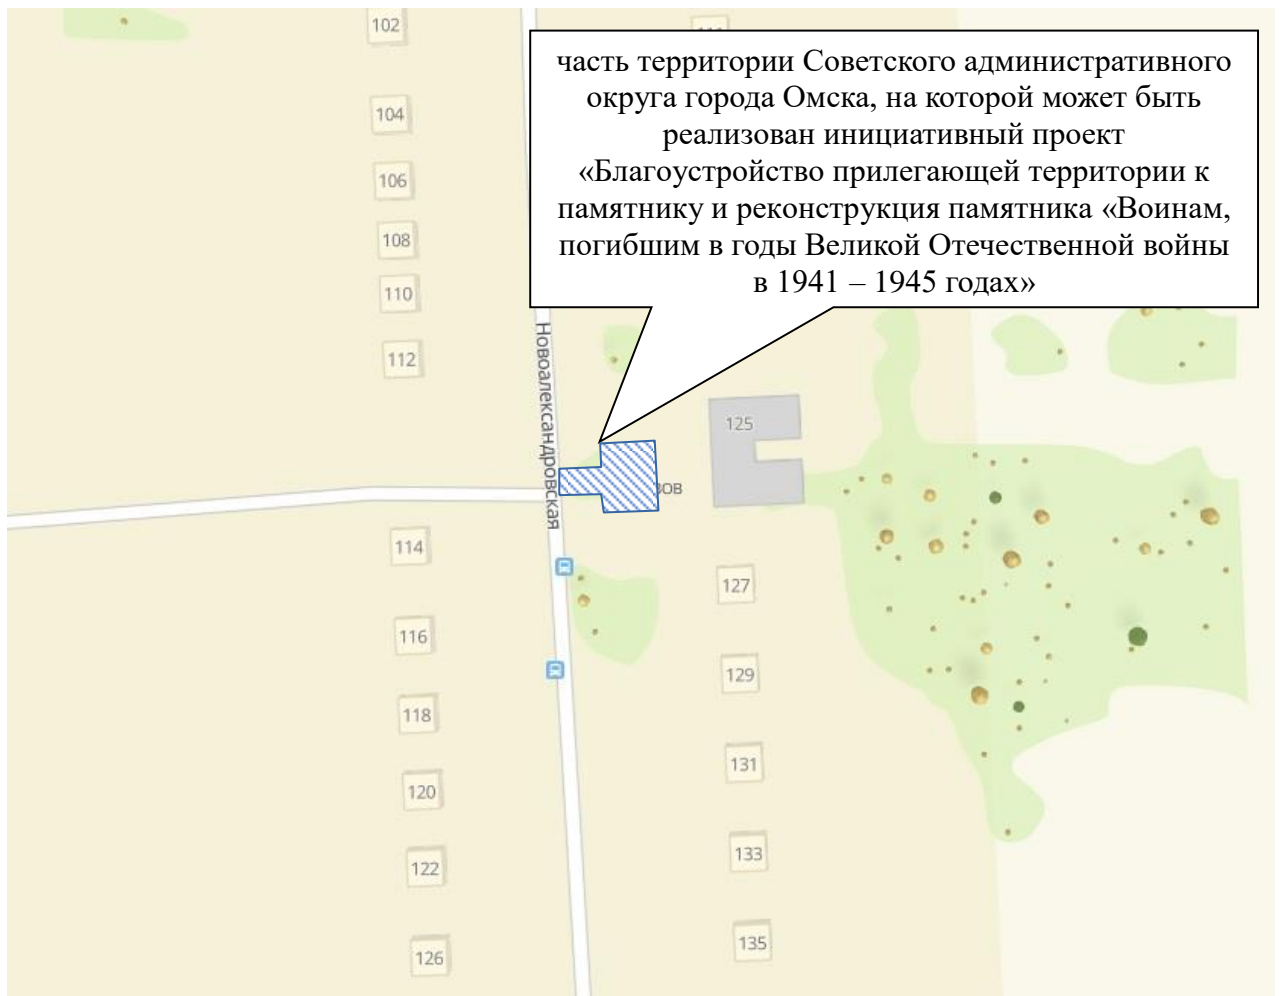 102
часть территории Советского административного
округа города Омска, на которой может быть
реализован инициативный проект
«Благоустройство прилегающей территории к
памятнику и реконструкция памятника «Воинам,
погибшим в годы Великой Отечественной войны
в 1941 – 1945 годах»
104
106
108
110
112
Новоалександровская
125
114
127
116
129
118
131
120
133
122
135
126